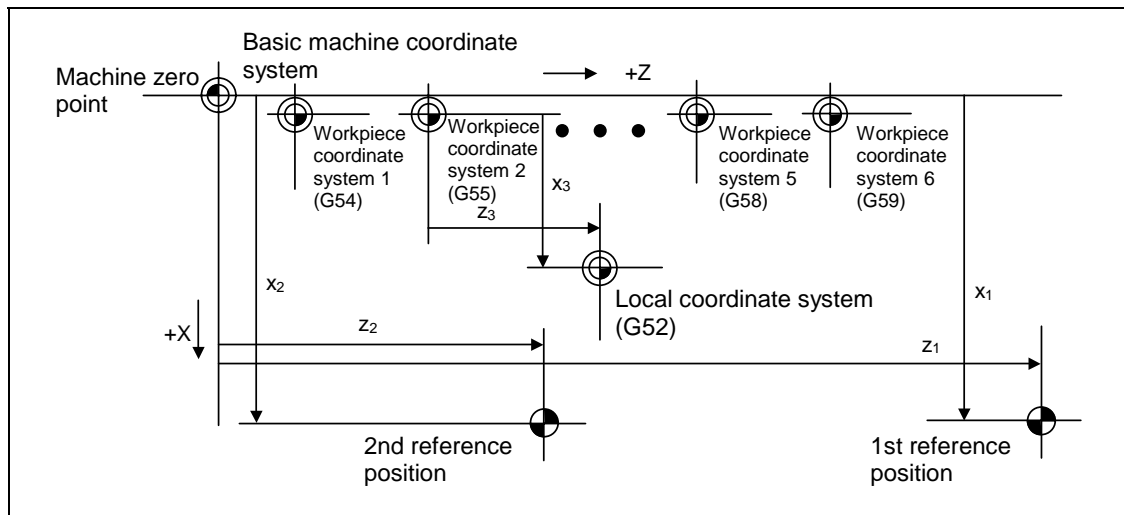 Basic machine coordinate
system
Machine zero
point
+Z
Workpiece
coordinate
system 1
(G54)
Workpiece
coordinate
system 2
(G55)
Workpiece
coordinate
system 5
(G58)
Workpiece
coordinate
system 6
(G59)
x3
z3
x2
x1
Local coordinate system
(G52)
+X
z2
z1
2nd reference
position
1st reference
position